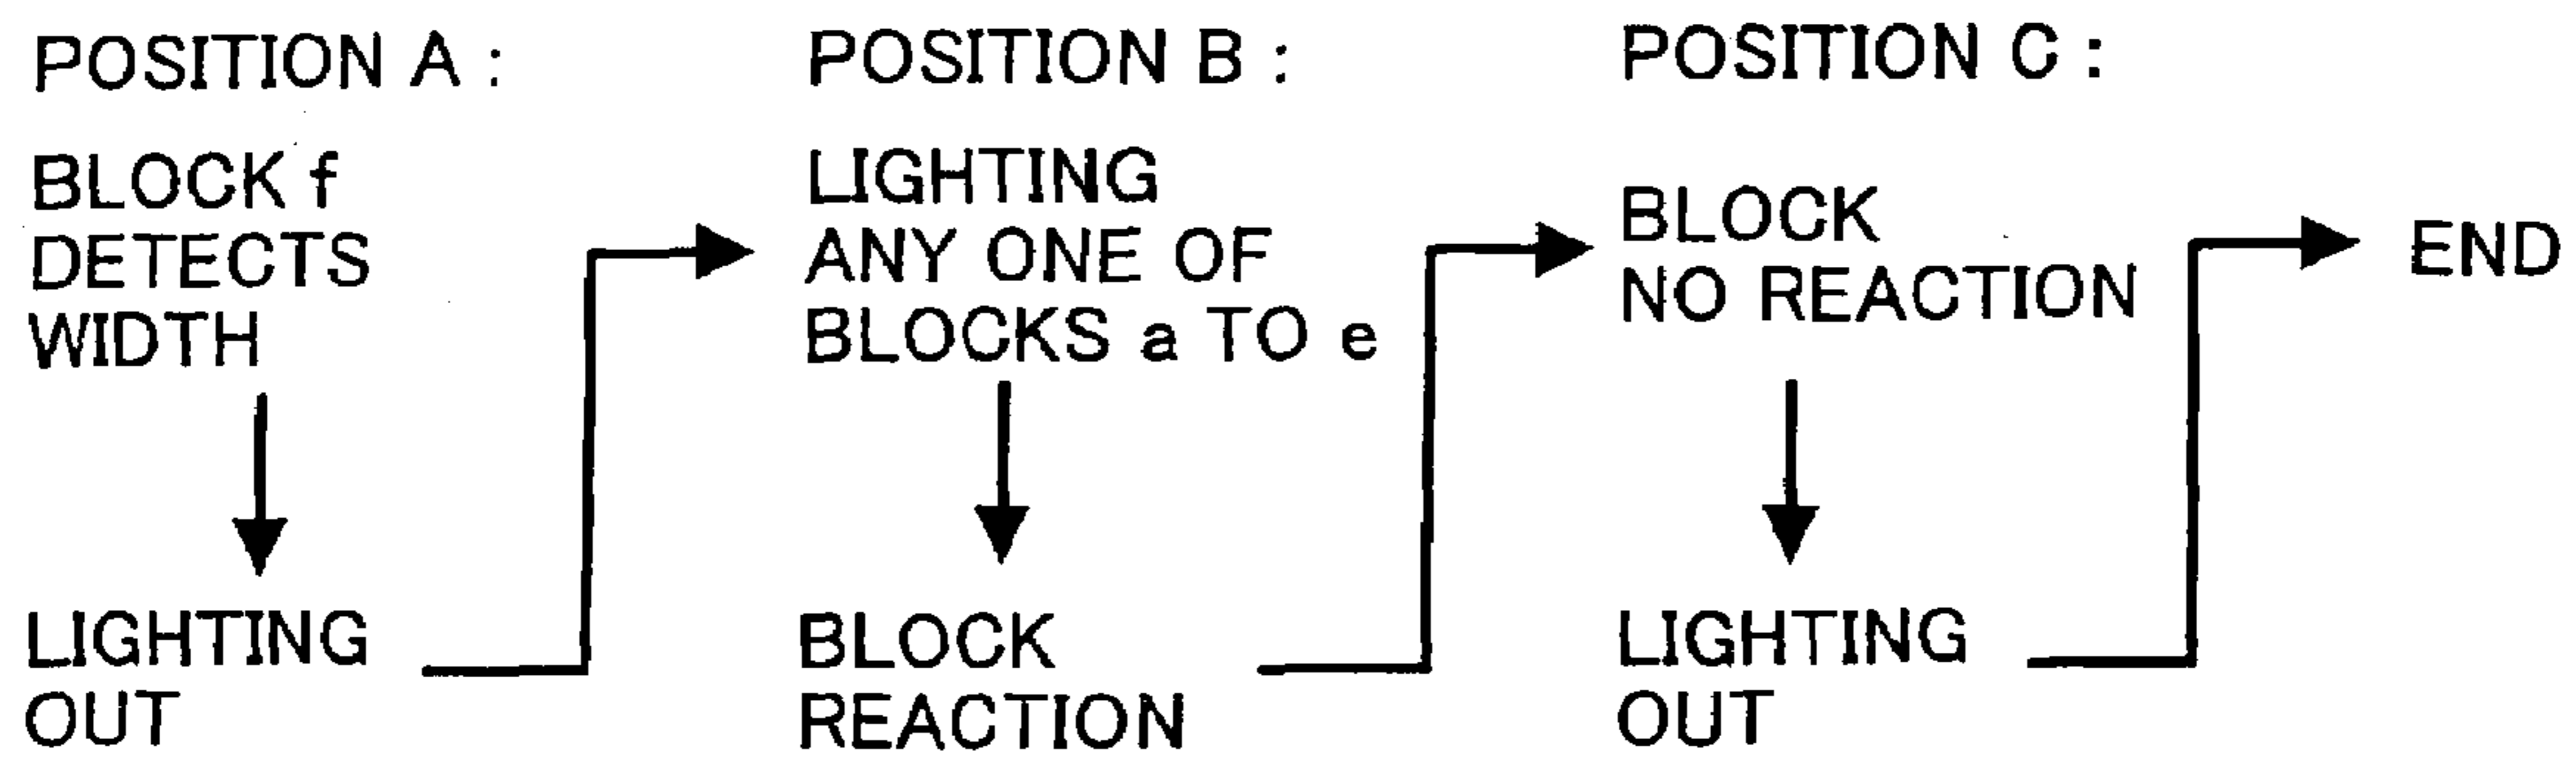 POSITION A :
BLOCK f
DETECTS
WIDTH
LIGHTING
OUT
POSITION B :
LIGHTING
ANY ONE OF
BLOCKS a TO e
BLOCK
REACTION
POSITION C :
BLOCK
NO REACTION
LIGHTING
OUT
END